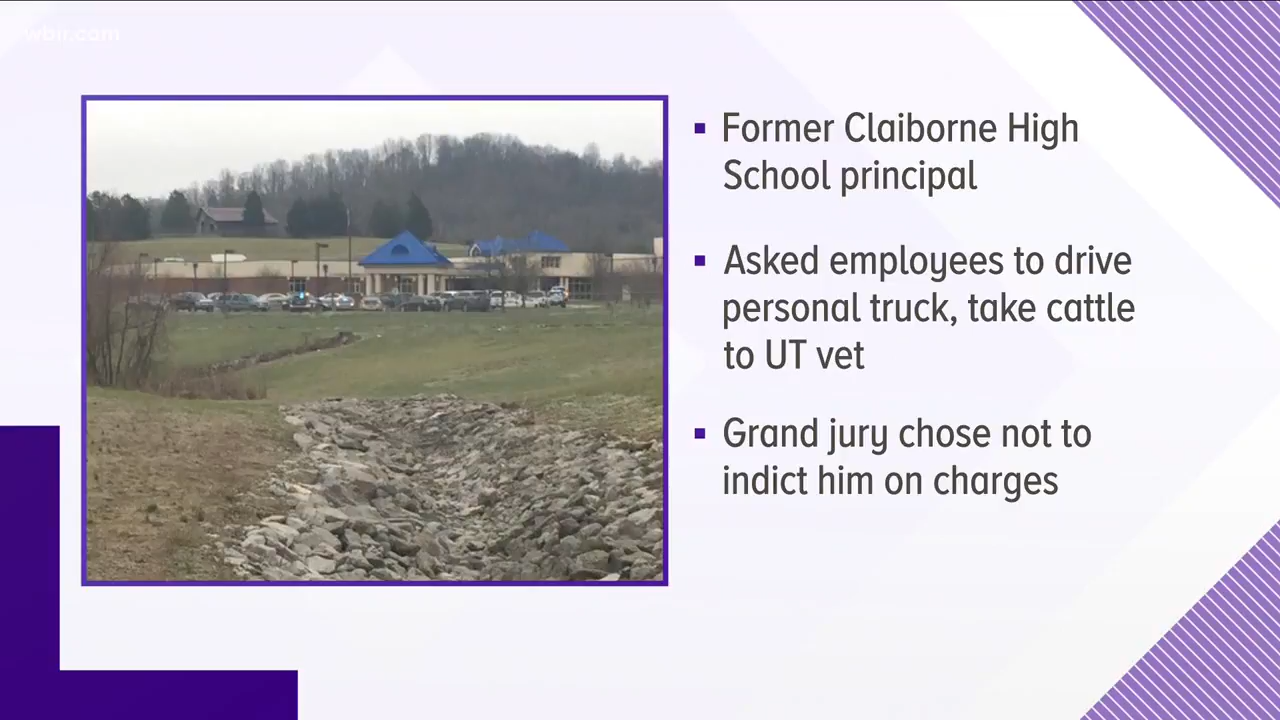 wbir.com
Former Claiborne High
School principal
Asked employees to drive
personal truck, take cattle
to UT vet
Grand jury chose not to
indict him on charges